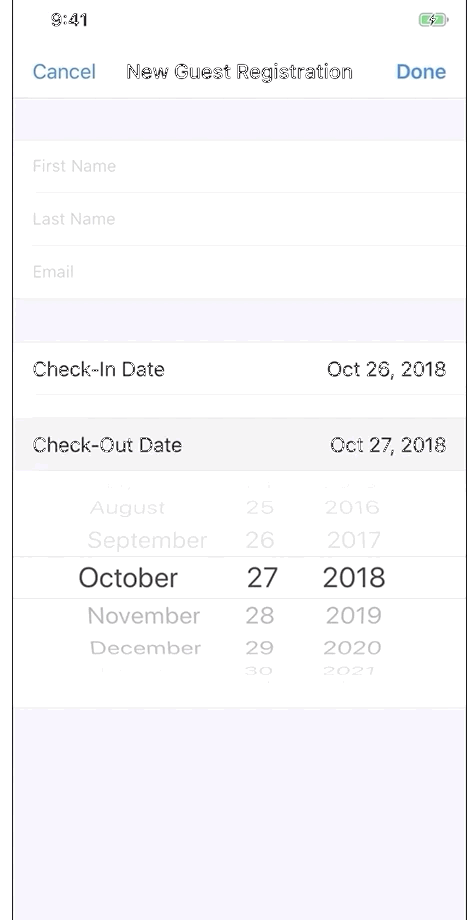 9:41
Cancel New Guest Registration Done
First Name
Last Name
Email
Check-In Date Oct 26, 2018
Check-Out Date Oct 27, 2018
August 25 2016
September 26 2017
October 27 2018
November 28 2019
December 29 2020
30 2021